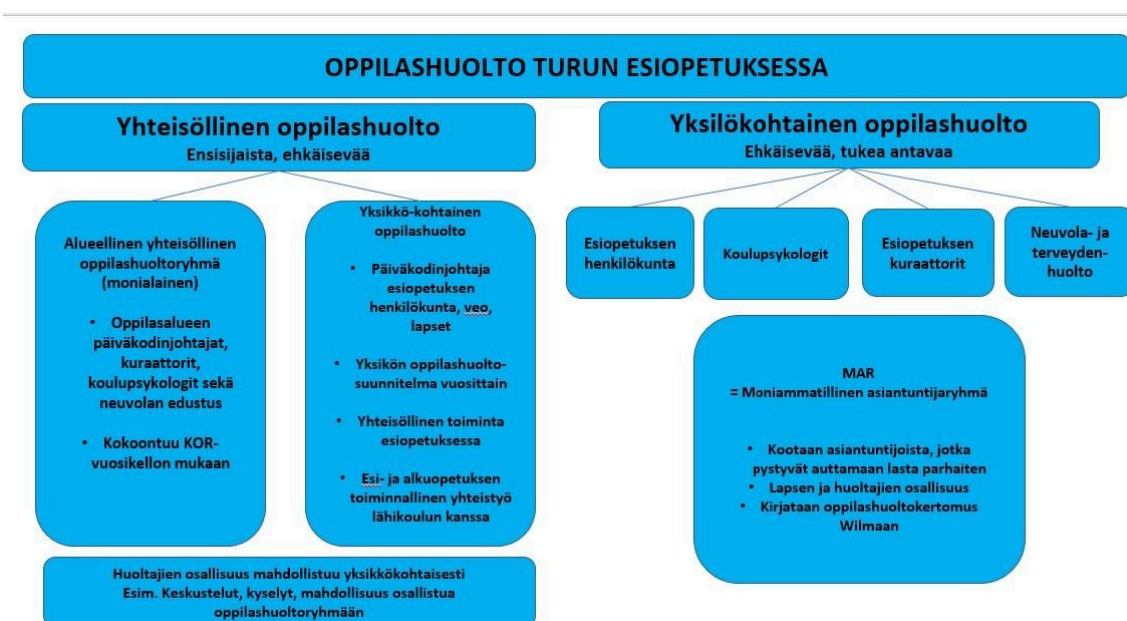 OPPILASHUOLTO TURUN ESIOPETUKSESSA
Yhteisöllinen oppilashuolto
Ensisijaista, ehkäisevää
Alueellinen yhteisöllinen
oppilashuoltoryhmä
(monialainen)
• Oppilasalueen
päiväkodinjohtajat,
kuraattorit,
koulupsykologit sekä
neuvolan edustus
• Kokoontuu KOR-
vuosikellon mukaan
Yksikkö-kohtainen
oppilashuolto
• Päiväkodinjohtaja
esiopetuksen
henkilökunta, veo,
lapset
• Yksikön oppilashuolto-
suunnitelma vuosittain
• Yhteisöllinen toiminta
esiopetuksessa
• Esi- ja alkuopetuksen
toiminnallinen yhteistyö
lähikoulun kanssa
Huoltajien osallisuus mahdollistuu yksikkökohtaisesti
Esim. Keskustelut, kyselyt, mahdollisuus osallistua
oppilashuoltoryhmään
Yksilökohtainen oppilashuolto
Ehkäisevää, tukea antavaa
Esiopetuksen
henkilökunta
Koulupsykologit
Esiopetuksen
kuraattorit
Neuvola- ja
terveyden-
huolto
MAR
= Moniammatillinen asiantuntijaryhmä
• Kootaan asiantuntijoista, jotka
pystyvät auttamaan lasta parhaiten
• Lapsen ja huoltajien osallisuus
• Kirjataan oppilashuoltokertomus
Wilmaan